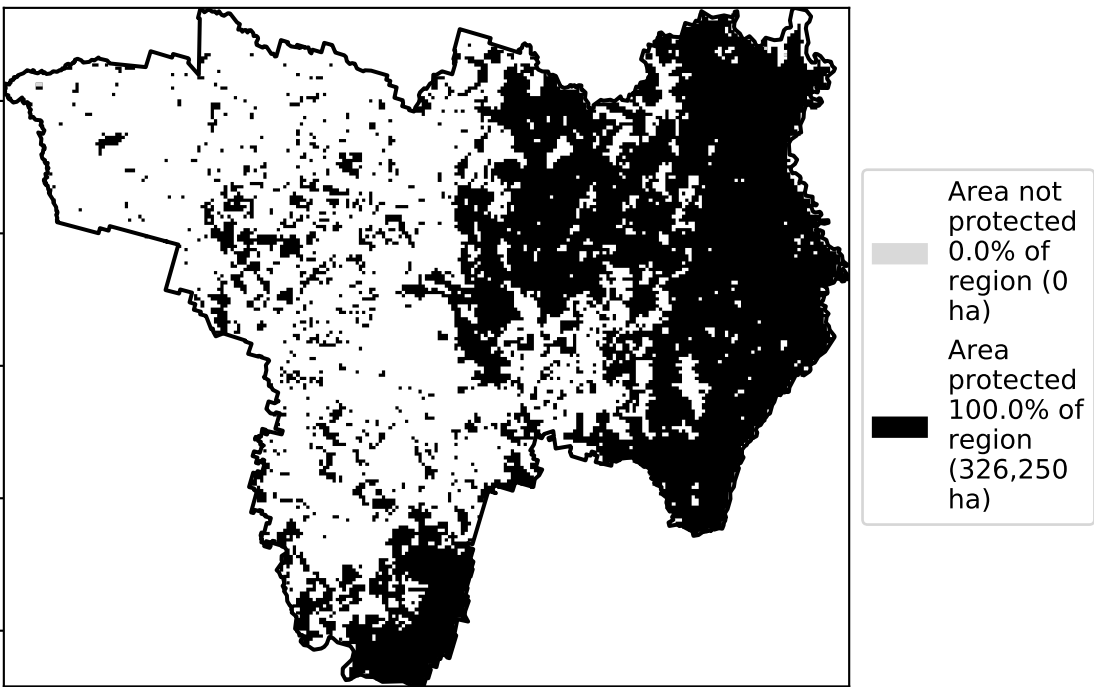 Area not
protected
0.0% of
region (0
ha)
Area
protected
100.0% of
region
(326,250
ha)